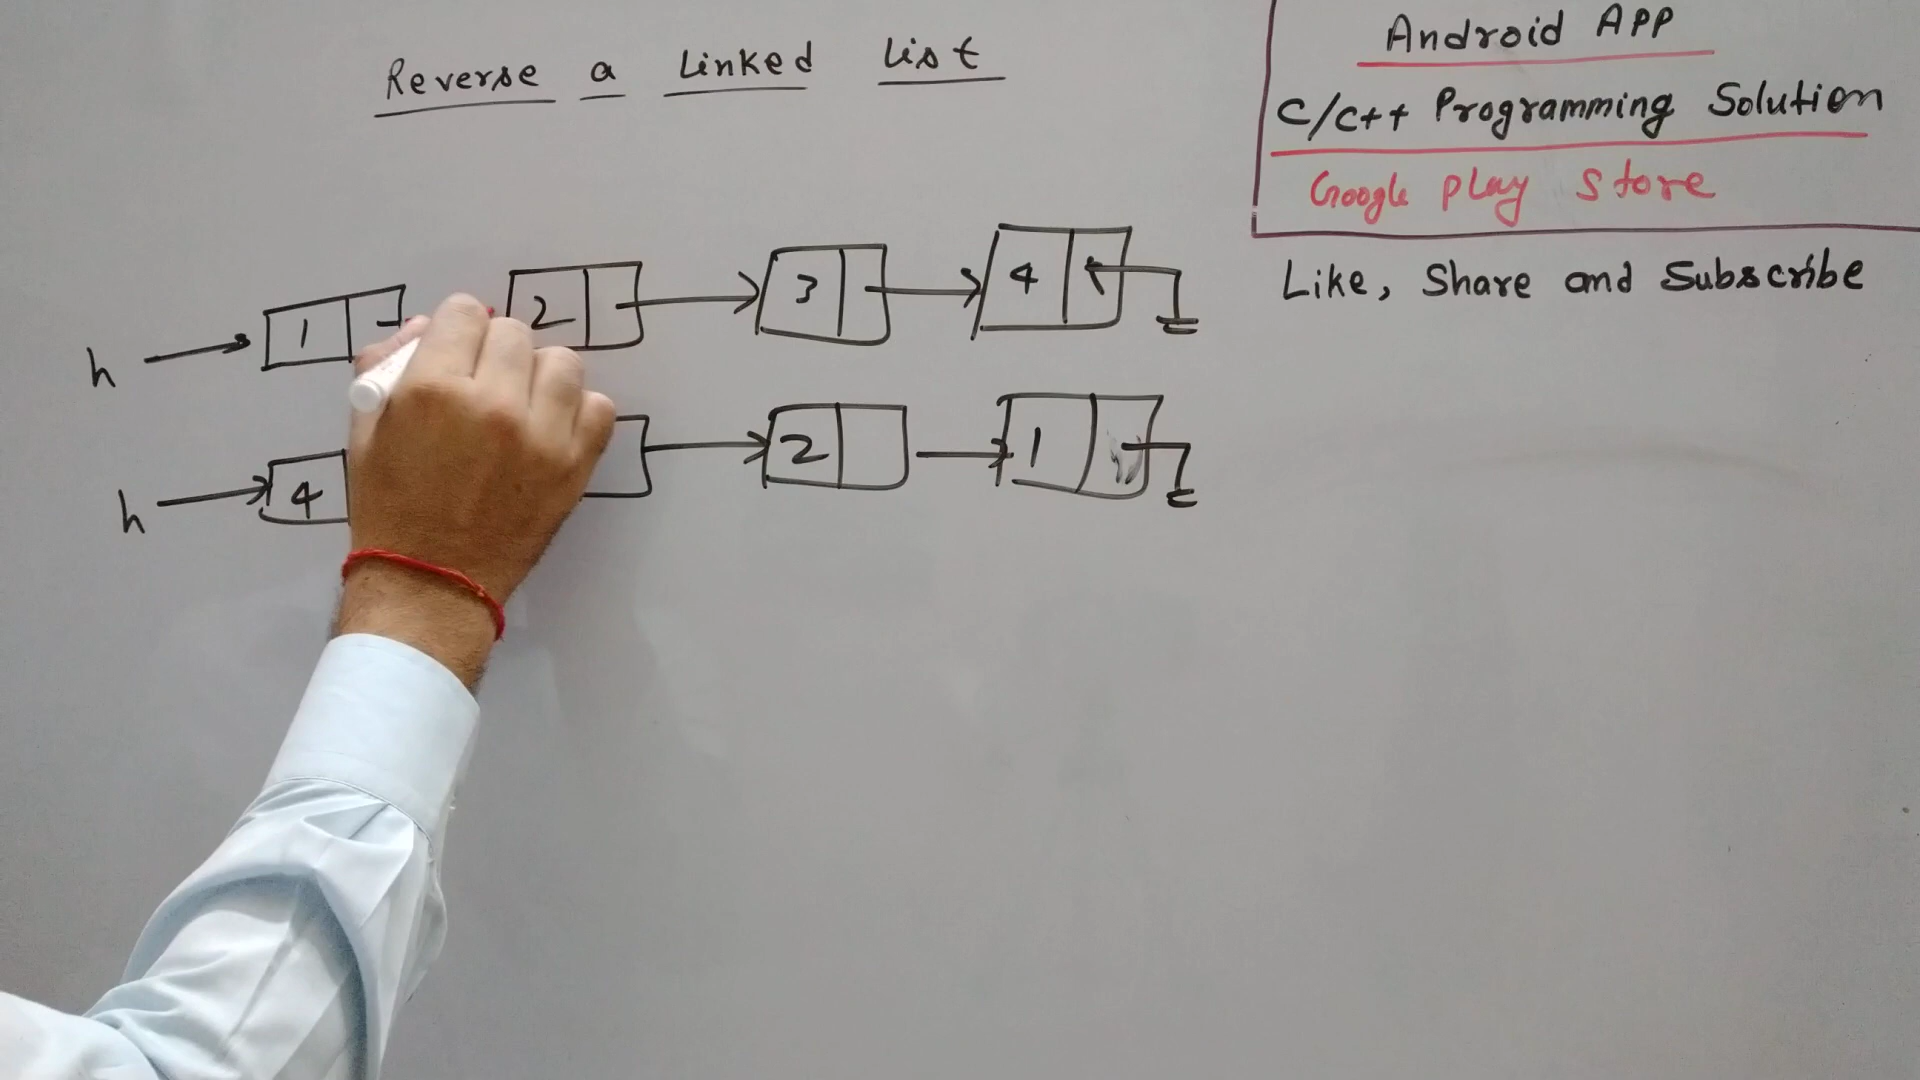 Reverse a Linked List
Android APP
C/C++ Programming Solution
Google Play Store
Like, Share and Subscribe
h 1 2 3 4
h 4 2 1